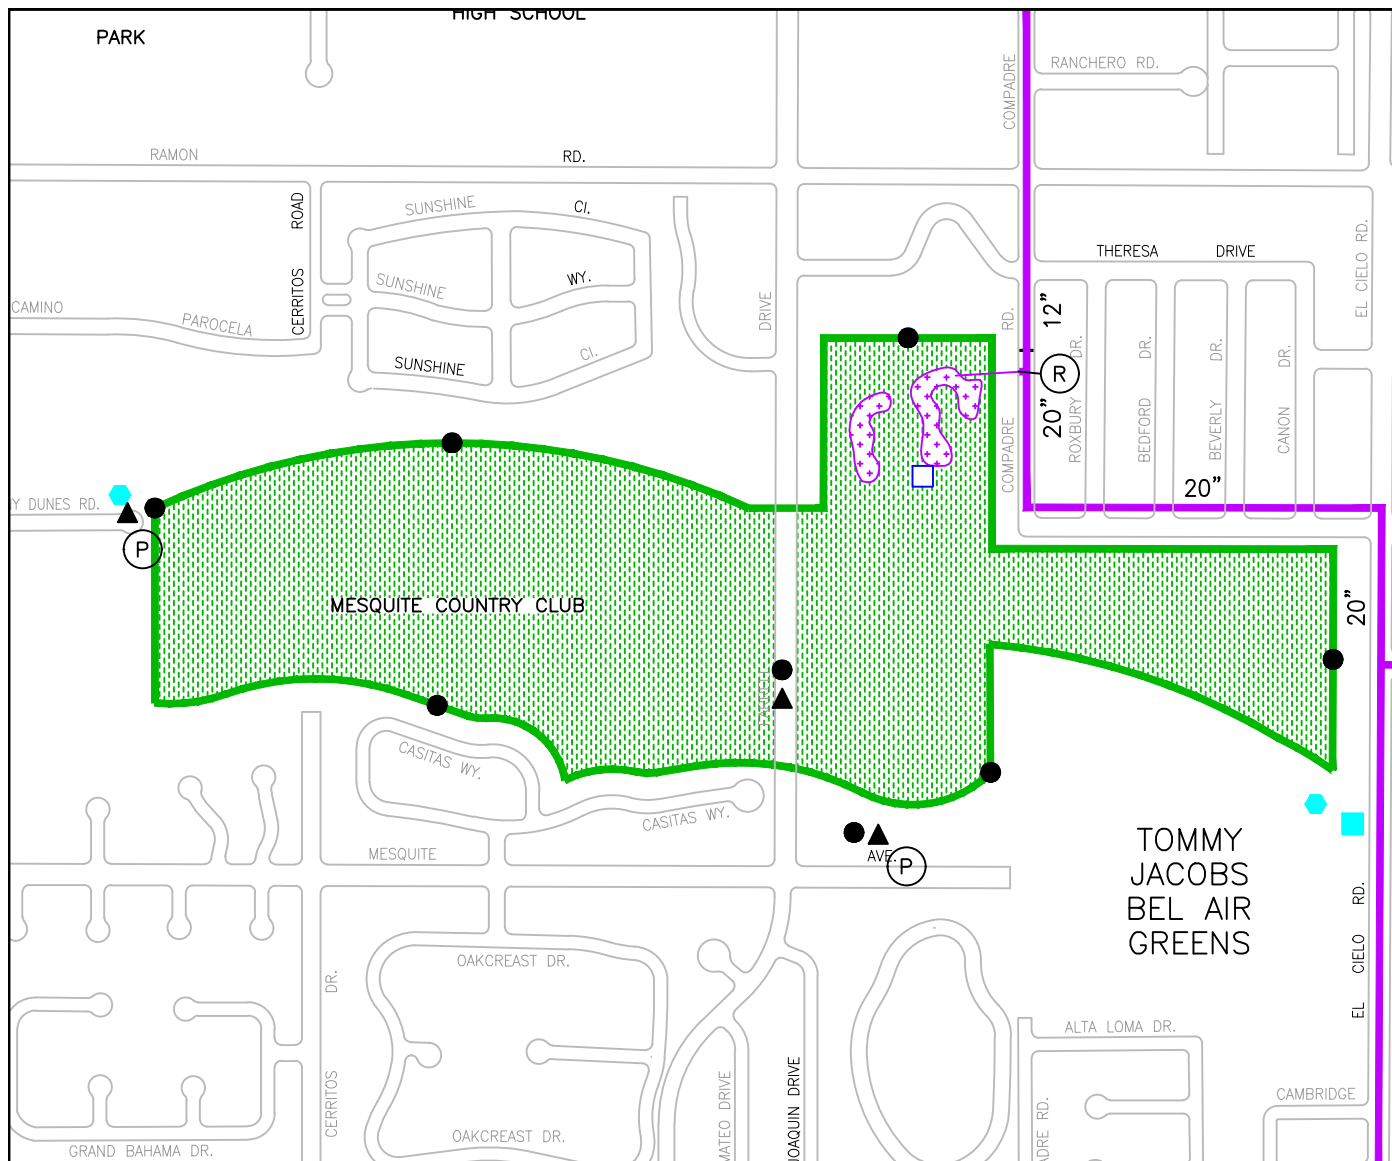 HIGH SCHOOL
PARK
COMPADRE
RANCHERO RD.
RAMON
RD.
ROAD
SUNSHINE
CI.
CERRITOS
SUNSHINE
WY.
CAMINO
PAROCELA
SUNSHINE
CI.
DRIVE
RD.
THERESA DRIVE
EL CIELO RD.
12"
R
20"
COMPADRE
ROXBURY DR.
BEDFORD DR.
BEVERLY DR.
CANON DR.
20"
Y DUNES RD.
P
MESQUITE COUNTRY CLUB
20"
CASITAS WY.
CASITAS WY.
MESQUITE
AVE.
P
TOMMY
JACOBS
BEL AIR
GREENS
EL CIELO RD.
OAKCREAST DR.
DR.
CERRITOS
ALTA LOMA DR.
MATEO DRIVE
JOAQUIN DRIVE
ADRE RD.
CAMBRIDGE
OAKCREAST DR.
GRAND BAHAMA DR.